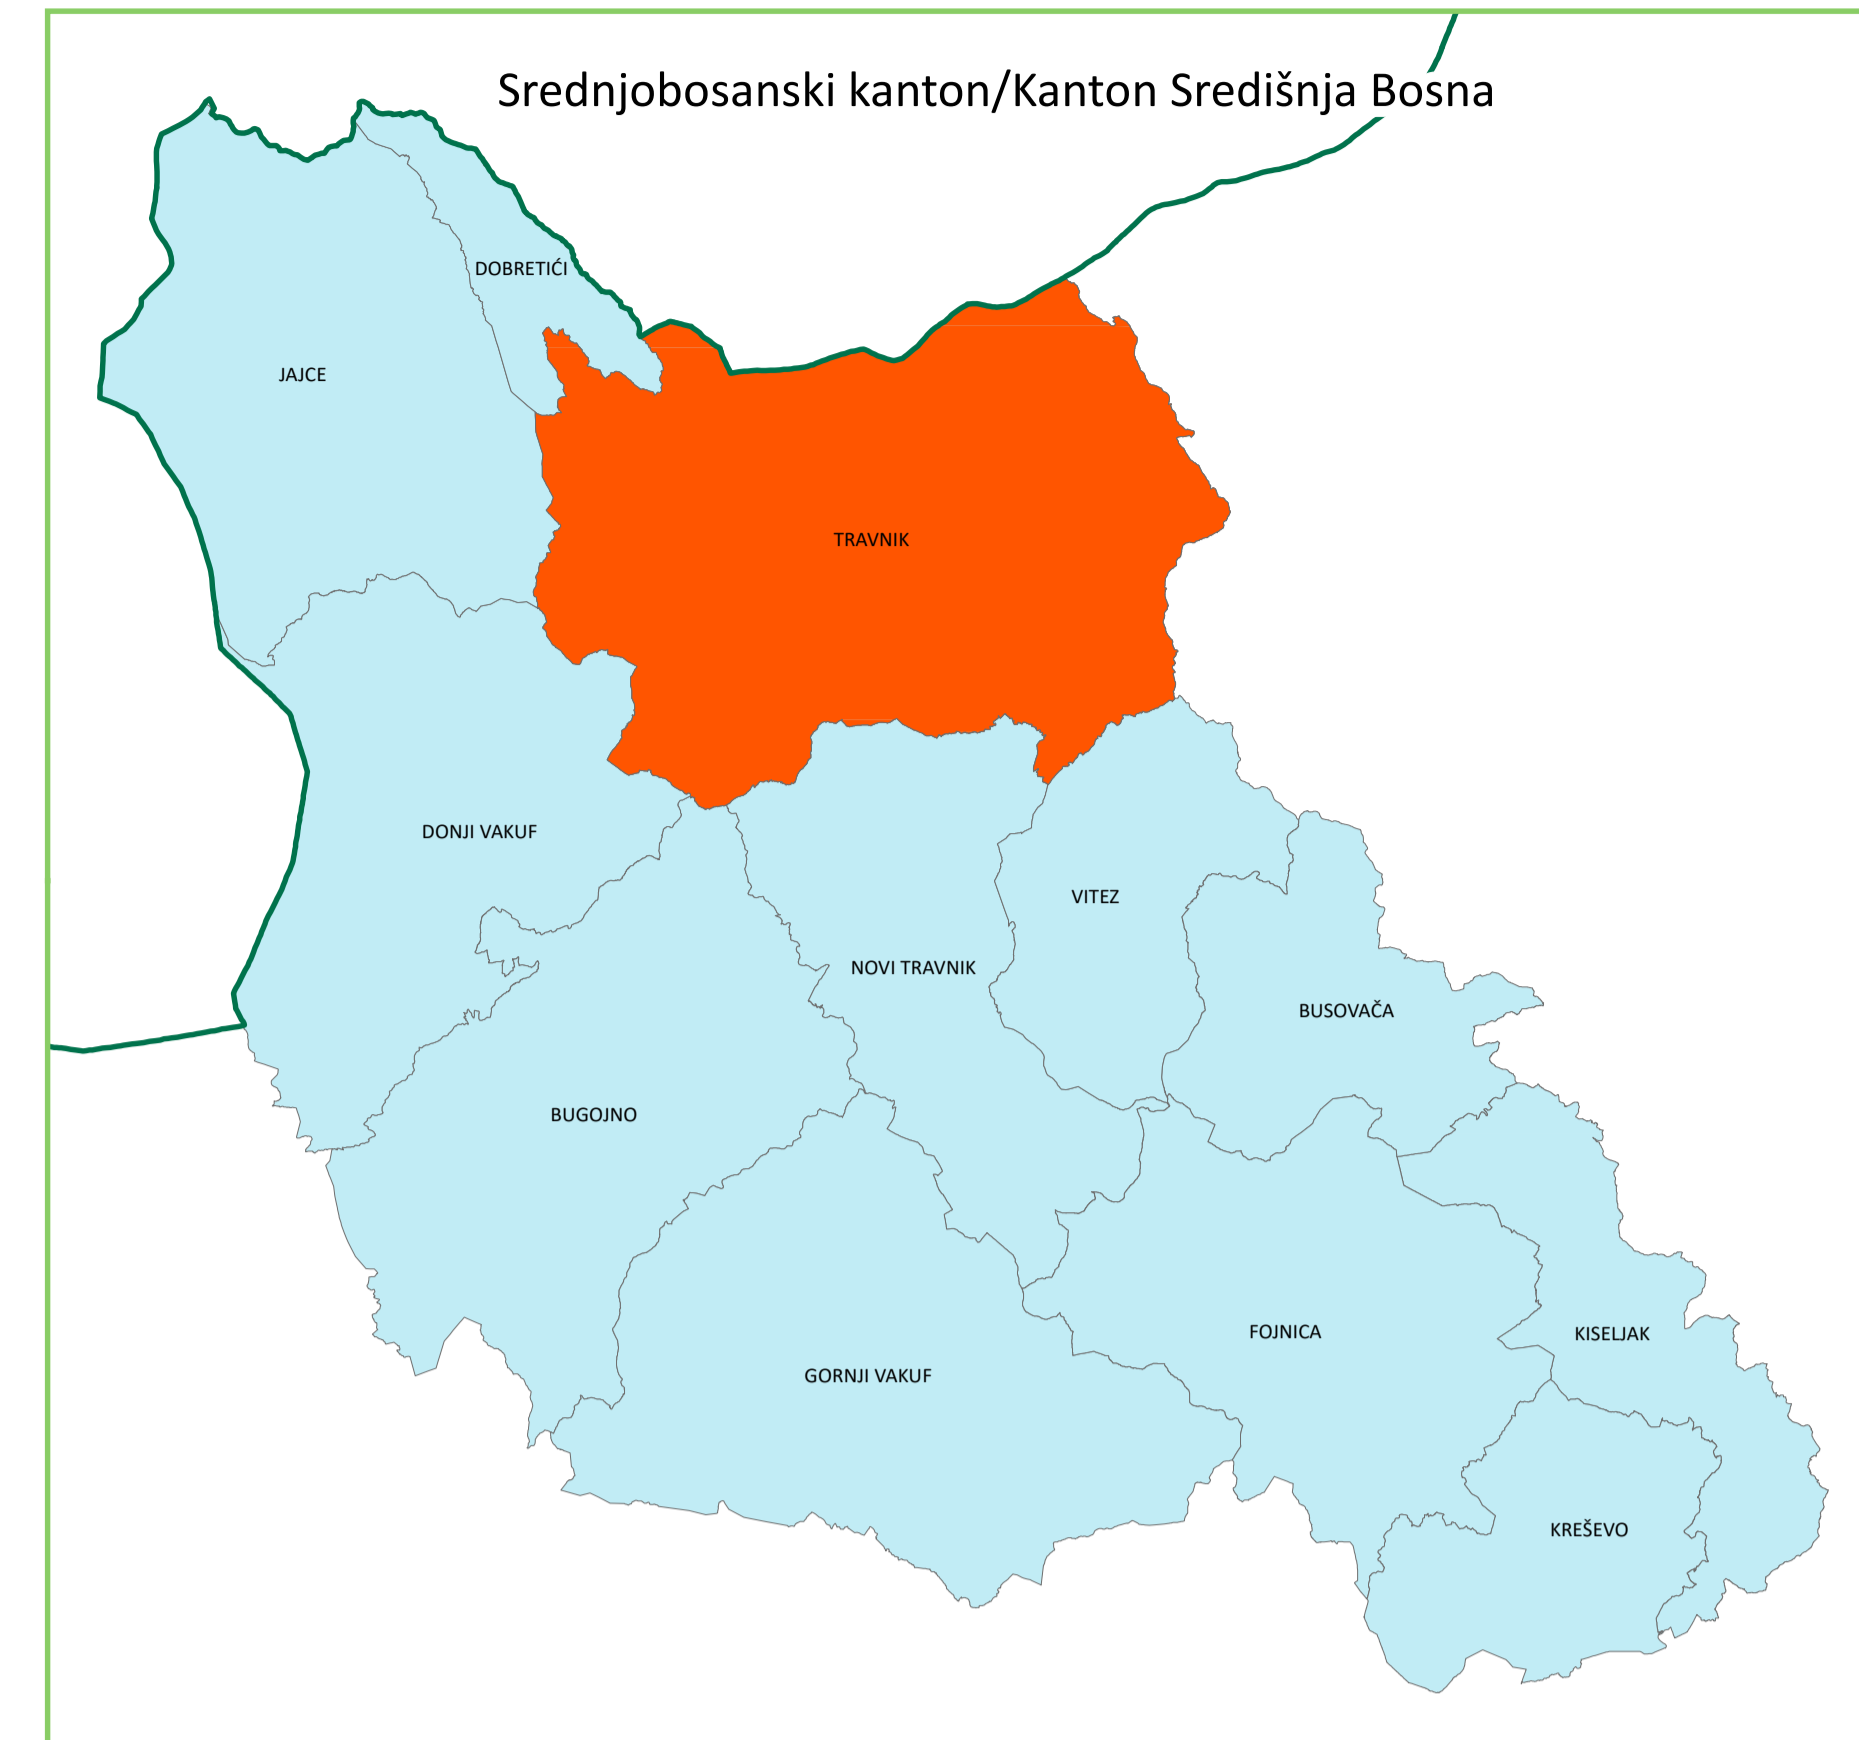 Srednjobosanski kanton/Kanton Središnja Bosna
DOBRETIĆI
JAJCE
TRAVNIK
DONJI VAKUF
VITEZ
NOVI TRAVNIK
BUSOVAČA
BUGOJNO
FOJNICA
KISELJAK
GORNJI VAKUF
KREŠEVO